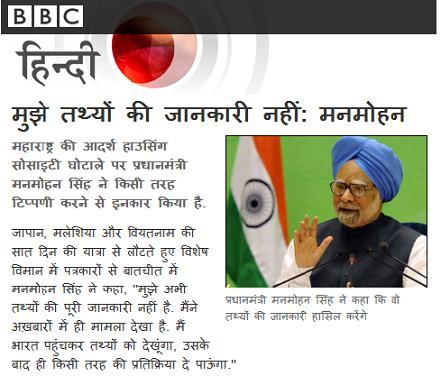 BBC
हिन्दी
मुझे तथ्यों की जानकारी नहीं: मनमोहन
महाराष्ट्र की आदर्श हाउसिंग
सोसाइटी घोटाले पर प्रधानमंत्री
मनमोहन सिंह ने किसी तरह
टिप्पणी करने से इनकार किया है.
जापान, मलेशिया और वियतनाम की
सात दिन की यात्रा से लौटते हुए विशेष
विमान में पत्रकारों से बातचीत में
मनमोहन सिंह ने कहा, "मुझे अभी
तथ्यों की पूरी जानकारी नहीं है. मैंने
अख़बारों में ही मामला देखा है. मैं
भारत पहुंचकर तथ्यों को देखूंगा, उसके
बाद ही किसी तरह की प्रतिक्रिया दे पाऊंगा."
प्रधानमंत्री मनमोहन सिंह ने कहा कि वो
तथ्यों की जानकारी हासिल करेंगे